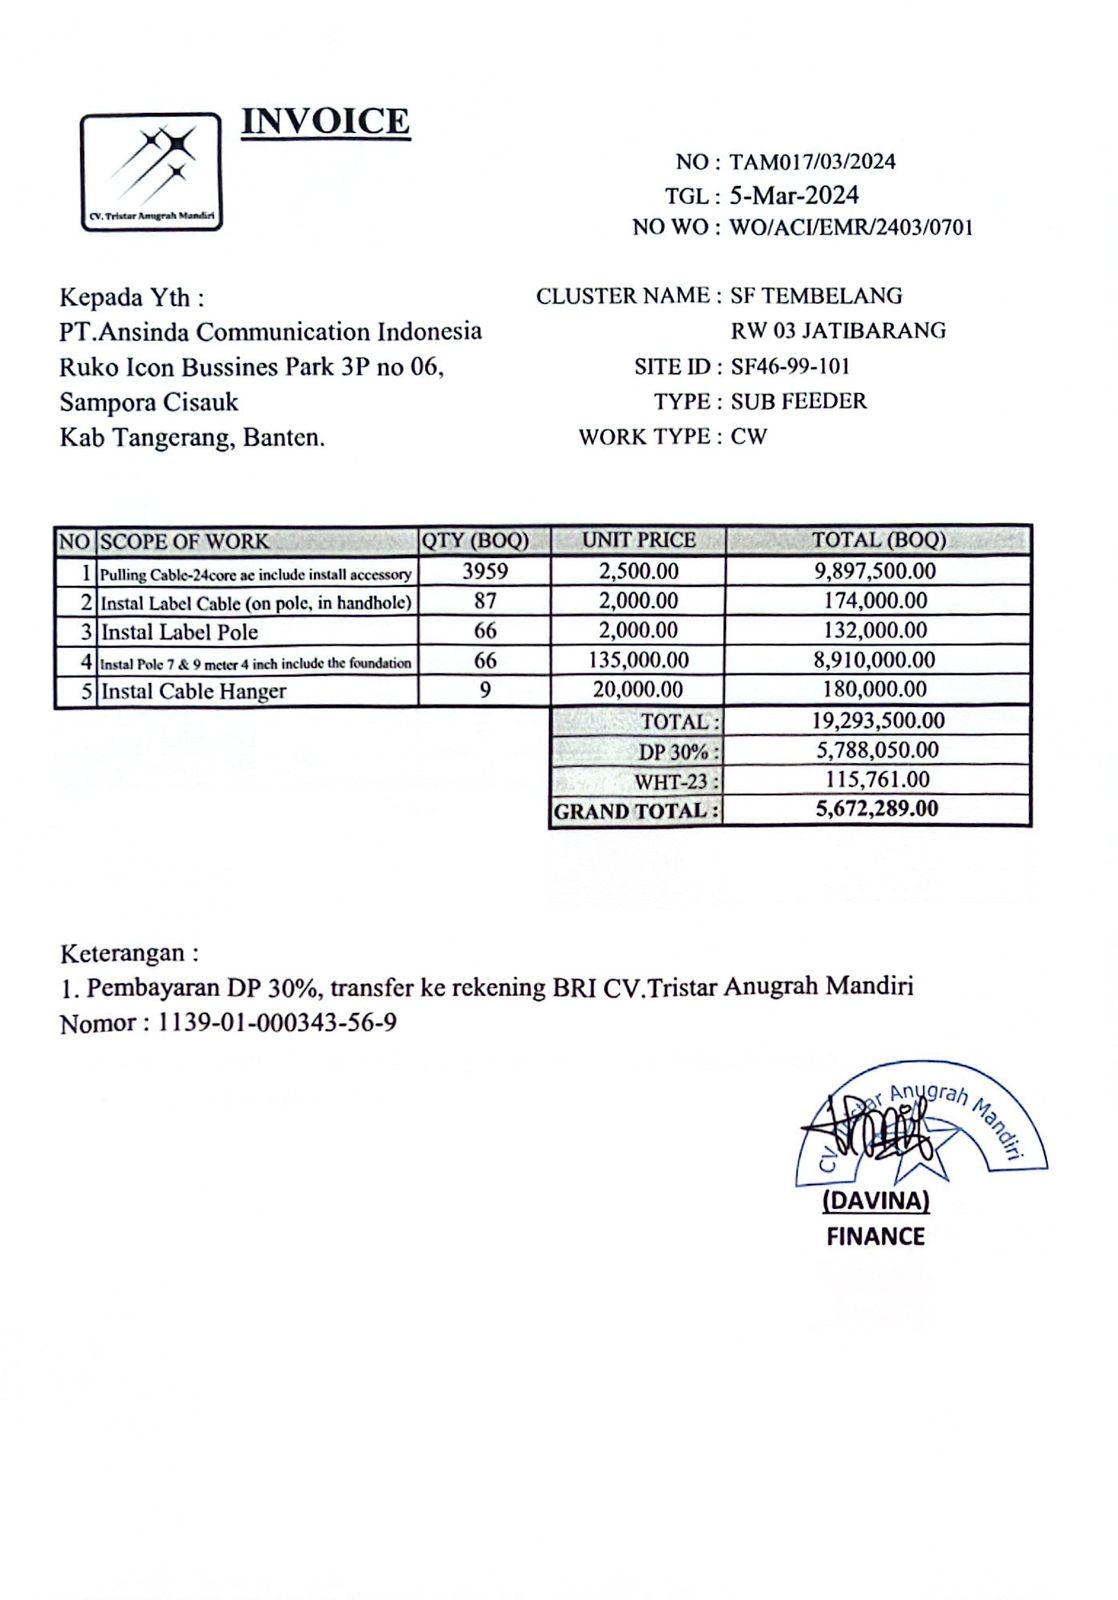 INVOICE
CV. Tristar Anugrah Mandiri
NO : TAM017/03/2024
TGL : 5-Mar-2024
NO WO : WO/ACI/EMR/2403/0701
Kepada Yth :
PT.Ansinda Communication Indonesia
Ruko Icon Bussines Park 3P no 06,
Sampora Cisauk
Kab Tangerang, Banten.
CLUSTER NAME : SF TEMBELANG
RW 03 JATIBARANG
SITE ID : SF46-99-101
TYPE : SUB FEEDER
WORK TYPE : CW
NO SCOPE OF WORK QTY (BOQ) UNIT PRICE TOTAL (BOQ)
1 Pulling Cable-24core ae include install accessory 3959 2,500.00 9,897,500.00
2 Instal Label Cable (on pole, in handhole) 87 2,000.00 174,000.00
3 Instal Label Pole 66 2,000.00 132,000.00
4 Instal Pole 7 & 9 meter 4 inch include the foundation 66 135,000.00 8,910,000.00
5 Instal Cable Hanger 9 20,000.00 180,000.00
TOTAL : 19,293,500.00
DP 30% : 5,788,050.00
WHT-23 : 115,761.00
GRAND TOTAL : 5,672,289.00
Keterangan :
1. Pembayaran DP 30%, transfer ke rekening BRI CV.Tristar Anugrah Mandiri
Nomor : 1139-01-000343-56-9
CV. Tristar Anugrah Mandiri
(DAVINA)
FINANCE